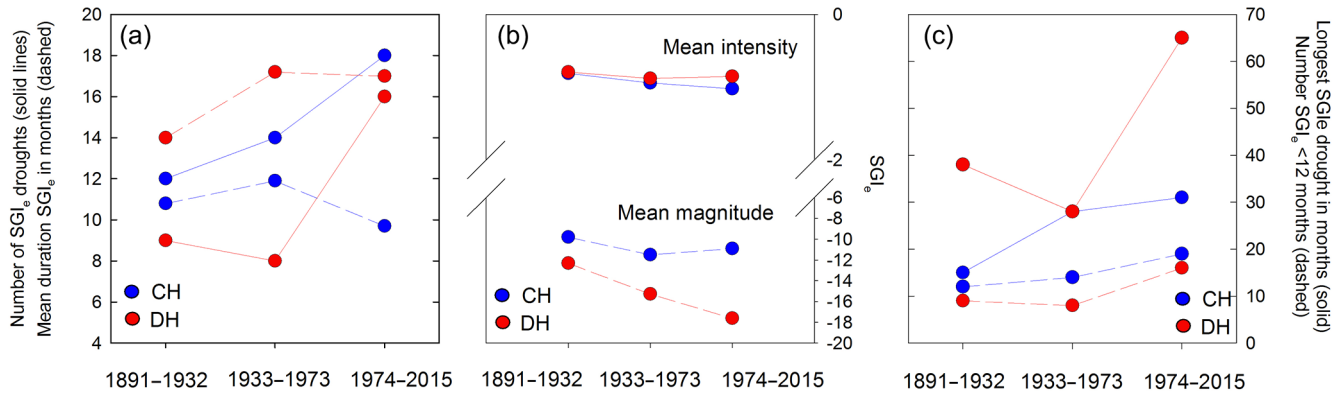 Number of SGIe droughts (solid lines)
Mean duration SGIe in months (dashed)
20
18
16
14
12
10
8
6
4
(a)
CH
DH
1891–1932
1933–1973
1974–2015
(b)
Mean intensity
Mean magnitude
CH
DH
0
-2
-6
-8
-10
-12
-14
-16
-18
-20
SGIe
1891–1932
1933–1973
1974–2015
(c)
CH
DH
70
60
50
40
30
20
10
0
1891–1932
1933–1973
1974–2015
Longest SGIe drought in months (solid)
Number SGIe <12 months (dashed)